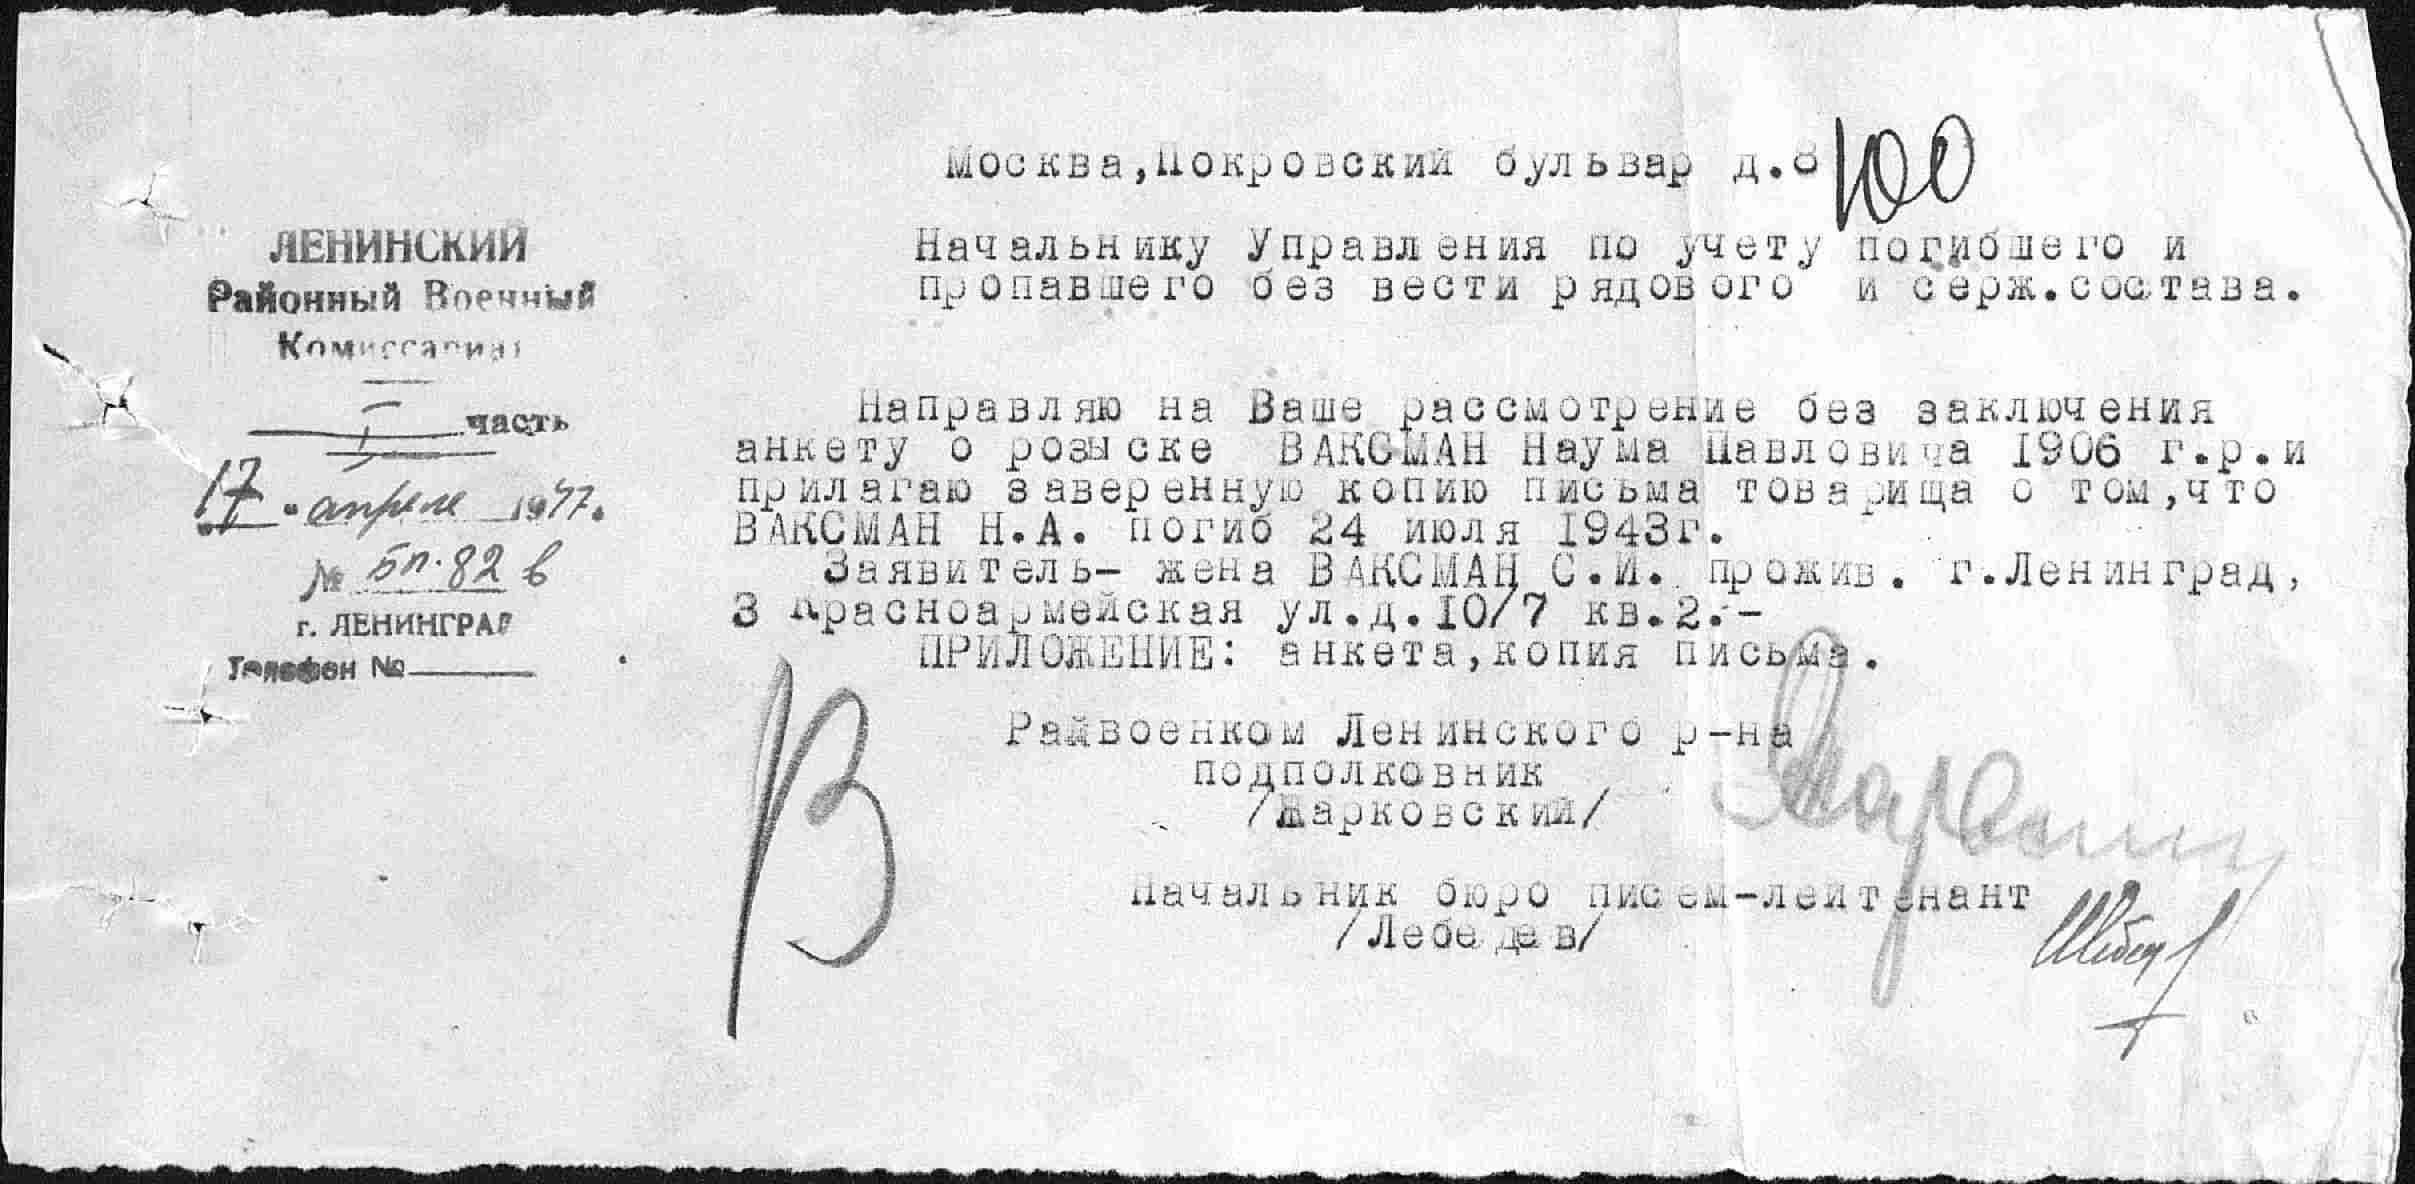 Москва,Покровский бульвар д.8
100
Начальнику Управления по учету погибшего и
пропавшего без вести рядового и серж.состава.
ЛЕНИНСКИЙ
Районный Военный
Комиссариат
I часть
17 апреля 1947.
№ бп.82 в
г. ЛЕНИНГРАД
Телефон №
Направляю на Ваше рассмотрение без заключения
анкету о розыске ВАКСМАН Наума Павловича 1906 г.р.и
прилагаю заверенную копию письма товарища о том,что
ВАКСМАН Н.А. погиб 24 июля 1943г.
Заявитель- жена ВАКСМАН С.И. прожив. г.Ленинград,
3 Красноармейская ул.д.10/7 кв.2.-
ПРИЛОЖЕНИЕ: анкета,копия письма.
В
Райвоенком Ленинского р-на
подполковник
/Жарковский/
Начальник бюро писем-лейтенант
/Лебедев/